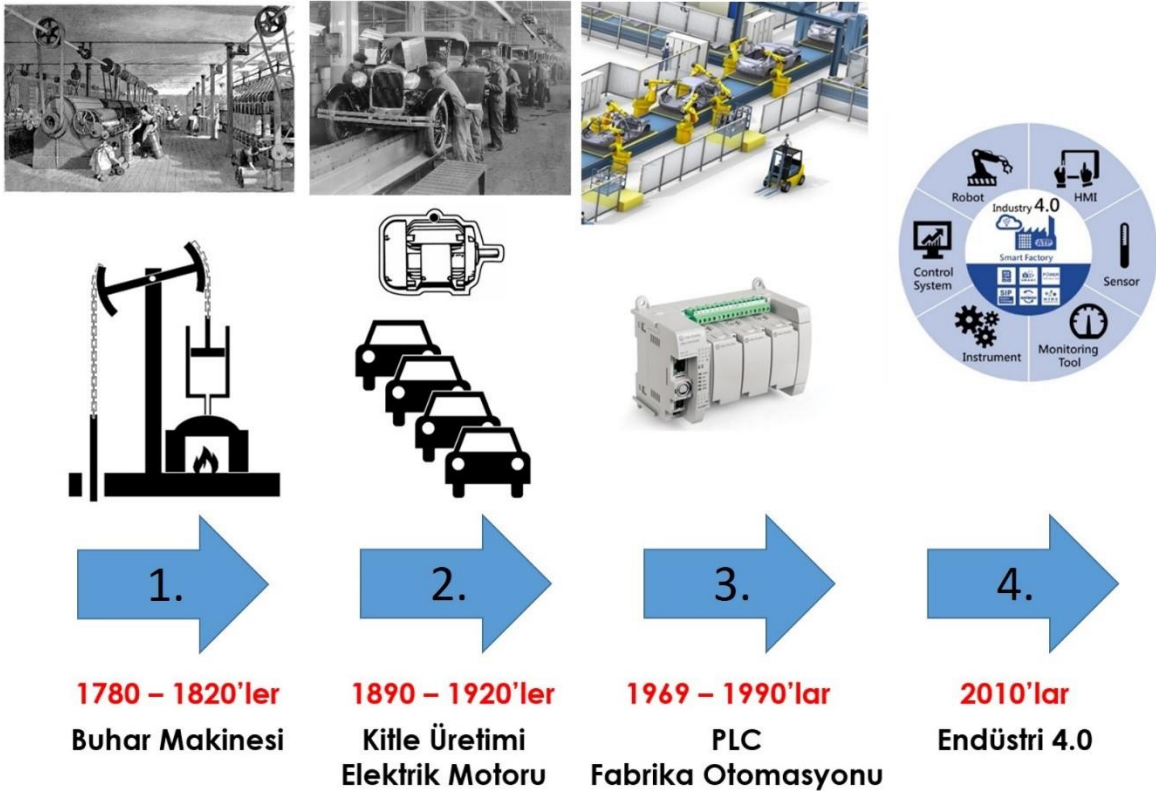 Robot
HMI
Industry 4.0
ATP
Smart Factory
Control
System
Sensor
SIP
Instrument
Monitoring
Tool
1.
2.
3.
4.
1780 – 1820’ler
1890 – 1920’ler
1969 – 1990’lar
2010’lar
Buhar Makinesi
Kitle Üretimi
Elektrik Motoru
PLC
Fabrika Otomasyonu
Endüstri 4.0